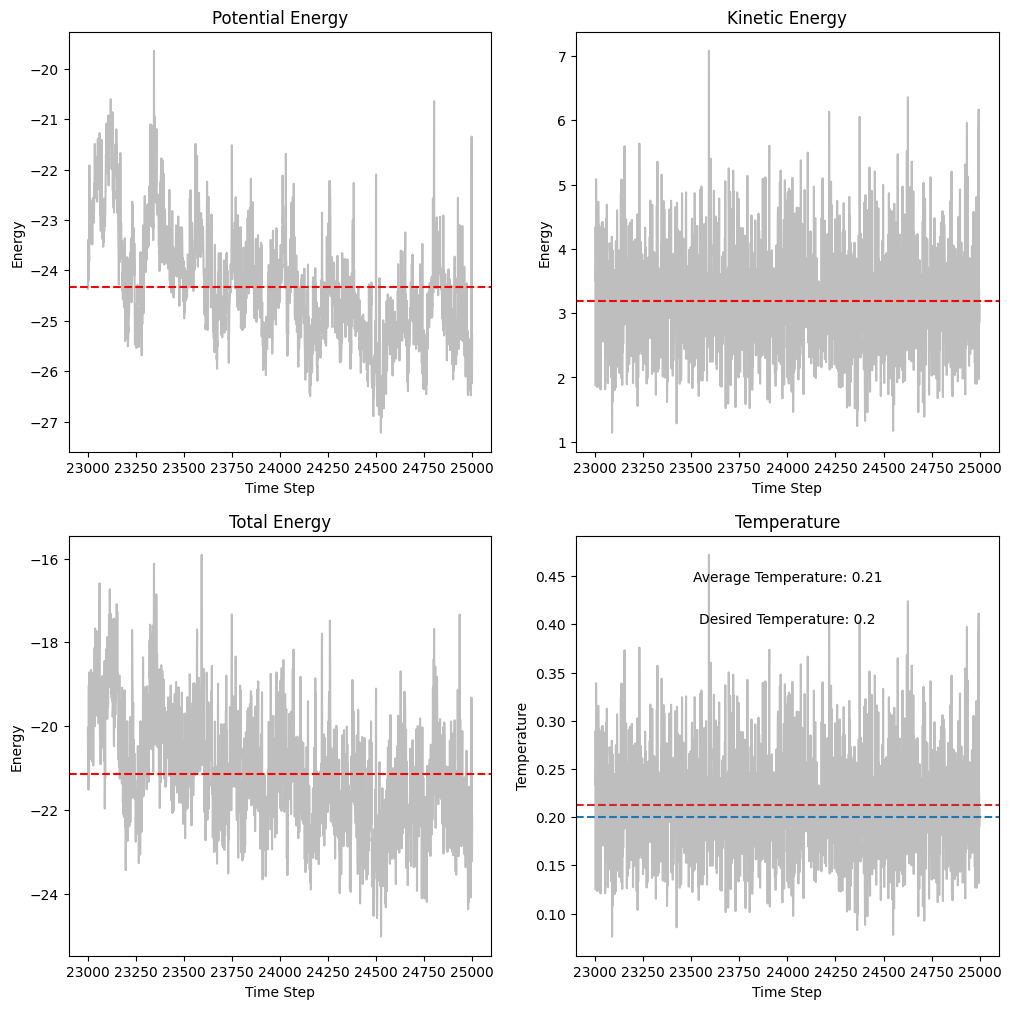 Potential Energy
Energy
−20
−21
−22
−23
−24
−25
−26
−27
23000 23250 23500 23750 24000 24250 24500 24750 25000
Time Step
Kinetic Energy
Energy
7
6
5
4
3
2
1
23000 23250 23500 23750 24000 24250 24500 24750 25000
Time Step
Total Energy
Energy
−16
−18
−20
−22
−24
23000 23250 23500 23750 24000 24250 24500 24750 25000
Time Step
Temperature
Temperature
0.45
0.40
0.35
0.30
0.25
0.20
0.15
0.10
Average Temperature: 0.21
Desired Temperature: 0.2
23000 23250 23500 23750 24000 24250 24500 24750 25000
Time Step